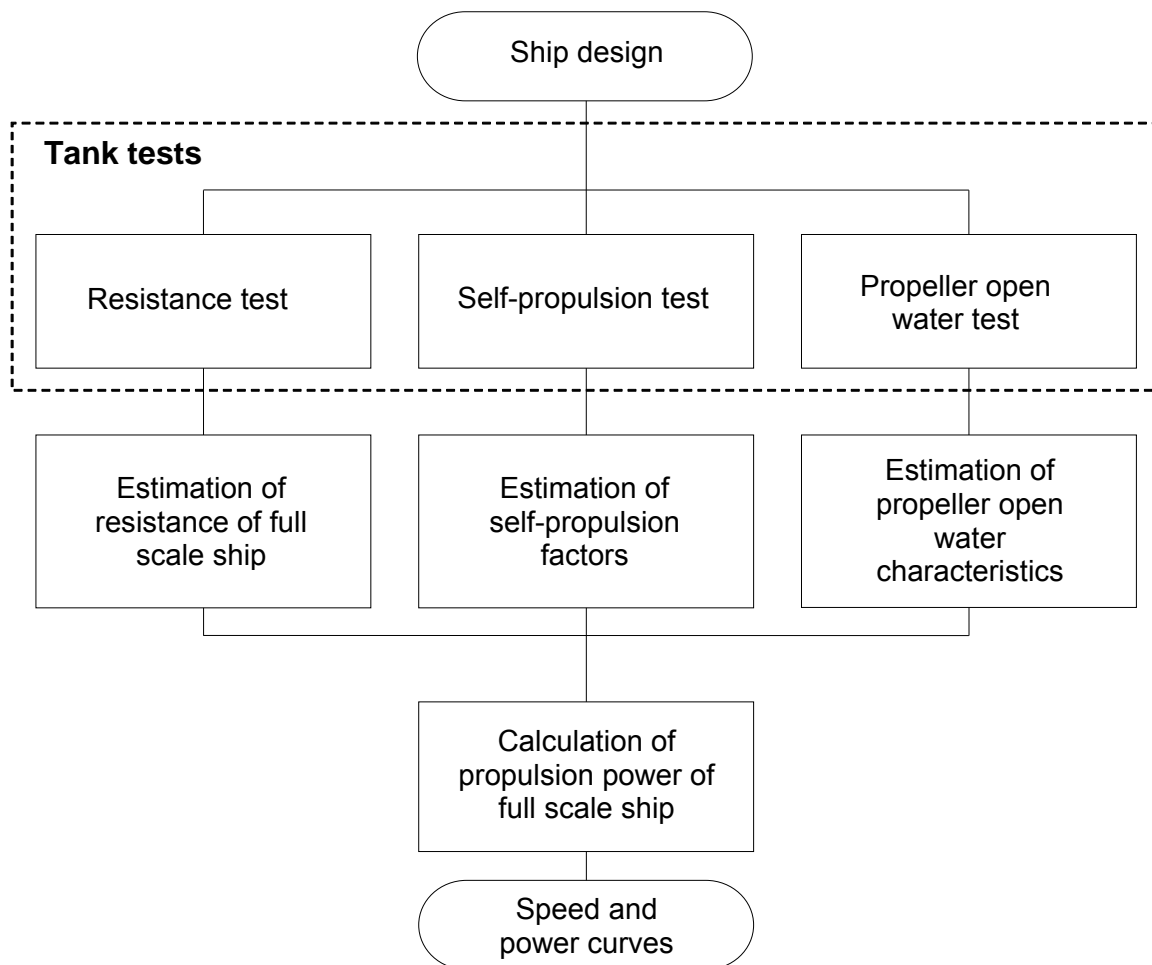 Ship design
Tank tests
Resistance test
Self-propulsion test
Propeller open
water test
Estimation of
resistance of full
scale ship
Estimation of
self-propulsion
factors
Estimation of
propeller open
water
characteristics
Calculation of
propulsion power of
full scale ship
Speed and
power curves